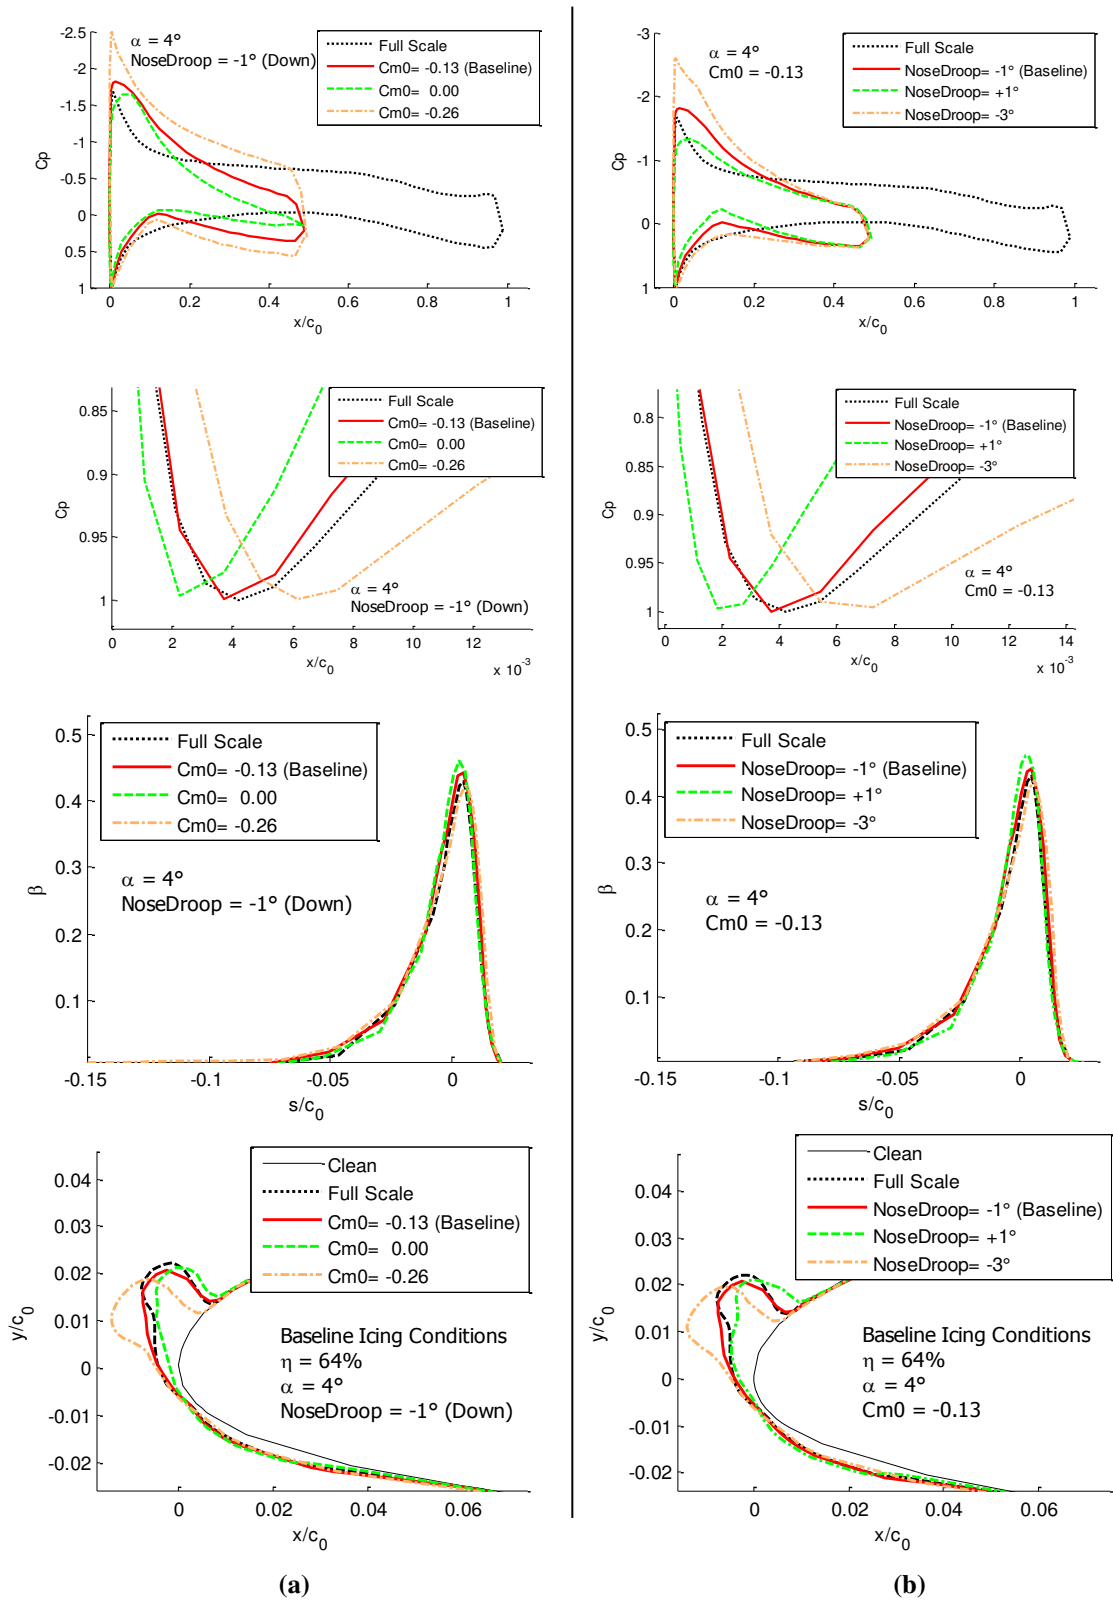 -2.5
-2
-1.5
-1
-0.5
0
0.5
1
Cp
α = 4°
NoseDroop = -1° (Down)
Full Scale
Cm0= -0.13 (Baseline)
Cm0= 0.00
Cm0= -0.26
0
0.2
0.4
0.6
0.8
1
x/c0
-3
-2
-1
0
1
Cp
α = 4°
Cm0 = -0.13
Full Scale
NoseDroop= -1° (Baseline)
NoseDroop= +1°
NoseDroop= -3°
0
0.2
0.4
0.6
0.8
1
x/c0
0.85
0.9
0.95
1
Cp
Full Scale
Cm0= -0.13 (Baseline)
Cm0= 0.00
Cm0= -0.26
α = 4°
NoseDroop = -1° (Down)
0
2
4
6
8
10
12
x/c0
x 10-3
0.8
0.85
0.9
0.95
1
Cp
Full Scale
NoseDroop= -1° (Baseline)
NoseDroop= +1°
NoseDroop= -3°
α = 4°
Cm0 = -0.13
0
2
4
6
8
10
12
14
x/c0
x 10-3
0.5
0.4
0.3
0.2
0.1
β
Full Scale
Cm0= -0.13 (Baseline)
Cm0= 0.00
Cm0= -0.26
α = 4°
NoseDroop = -1° (Down)
-0.15
-0.1
-0.05
0
s/c0
0.5
0.4
0.3
0.2
0.1
β
Full Scale
NoseDroop= -1° (Baseline)
NoseDroop= +1°
NoseDroop= -3°
α = 4°
Cm0 = -0.13
-0.15
-0.1
-0.05
0
s/c0
0.04
0.03
0.02
0.01
0
-0.01
-0.02
y/c0
Clean
Full Scale
Cm0= -0.13 (Baseline)
Cm0= 0.00
Cm0= -0.26
Baseline Icing Conditions
η = 64%
α = 4°
NoseDroop = -1° (Down)
0
0.02
0.04
0.06
x/c0
0.04
0.03
0.02
0.01
0
-0.01
-0.02
y/c0
Clean
Full Scale
NoseDroop= -1° (Baseline)
NoseDroop= +1°
NoseDroop= -3°
Baseline Icing Conditions
η = 64%
α = 4°
Cm0 = -0.13
0
0.02
0.04
0.06
x/c0
(a)
(b)